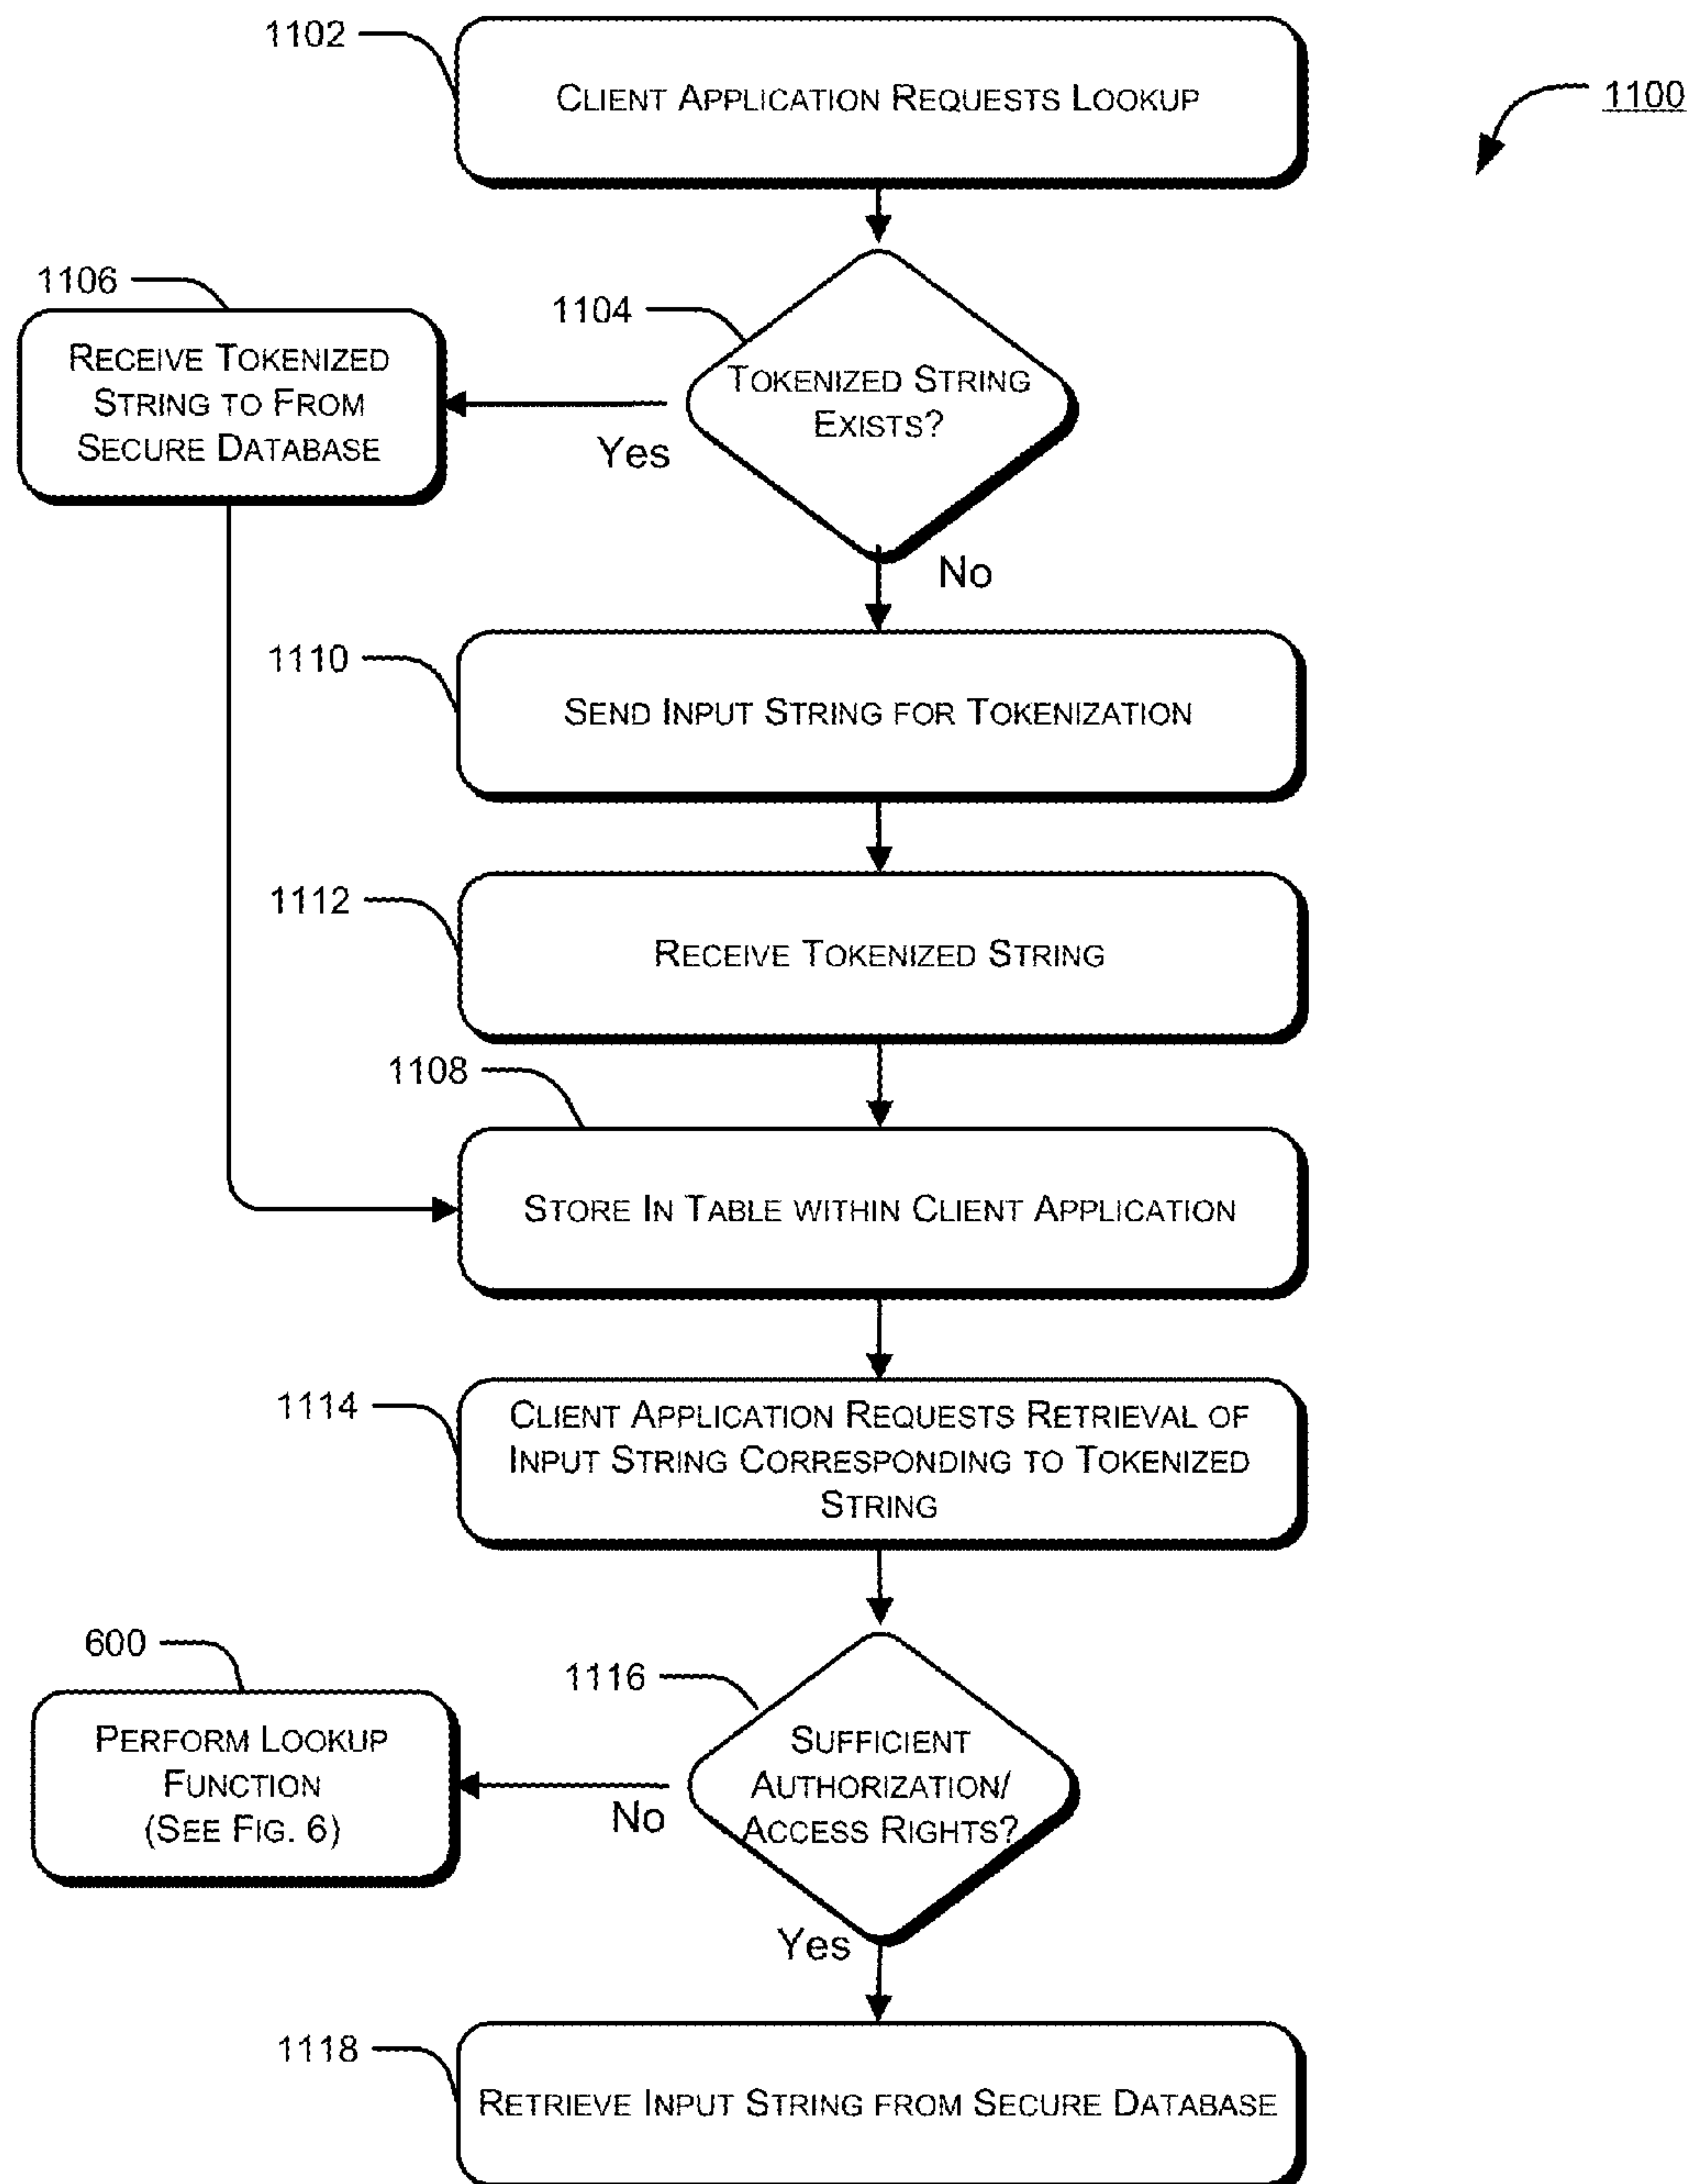 1102
CLIENT APPLICATION REQUESTS LOOKUP
1100
1106
RECEIVE TOKENIZED
STRING TO FROM
SECURE DATABASE
1104
TOKENIZED STRING
EXISTS?
Yes
No
1110
SEND INPUT STRING FOR TOKENIZATION
1112
RECEIVE TOKENIZED STRING
1108
STORE IN TABLE WITHIN CLIENT APPLICATION
1114
CLIENT APPLICATION REQUESTS RETRIEVAL OF
INPUT STRING CORRESPONDING TO TOKENIZED
STRING
600
PERFORM LOOKUP
FUNCTION
(SEE FIG. 6)
1116
SUFFICIENT
AUTHORIZATION/
ACCESS RIGHTS?
No
Yes
1118
RETRIEVE INPUT STRING FROM SECURE DATABASE